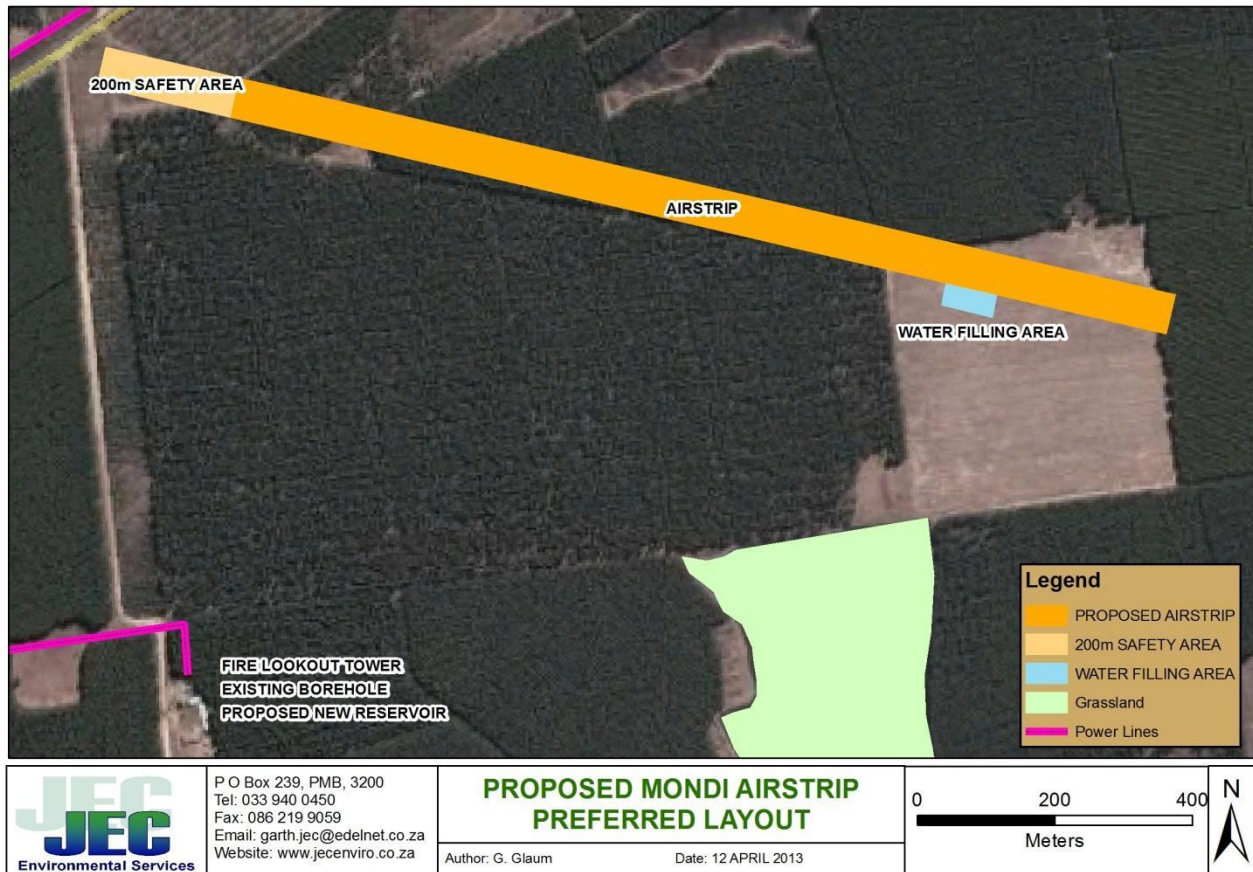 200m SAFETY AREA
AIRSTRIP
WATER FILLING AREA
FIRE LOOKOUT TOWER
EXISTING BOREHOLE
PROPOSED NEW RESERVOIR
Legend
PROPOSED AIRSTRIP
200m SAFETY AREA
WATER FILLING AREA
Grassland
Power Lines
JEC
JEC
Environmental Services
P O Box 239, PMB, 3200
Tel: 033 940 0450
Fax: 086 219 9059
Email: garth.jec@edelnet.co.za
Website: www.jecenviro.co.za
PROPOSED MONDI AIRSTRIP
PREFERRED LAYOUT
Author: G. Glaum Date: 12 APRIL 2013
0 200 400
Meters
N